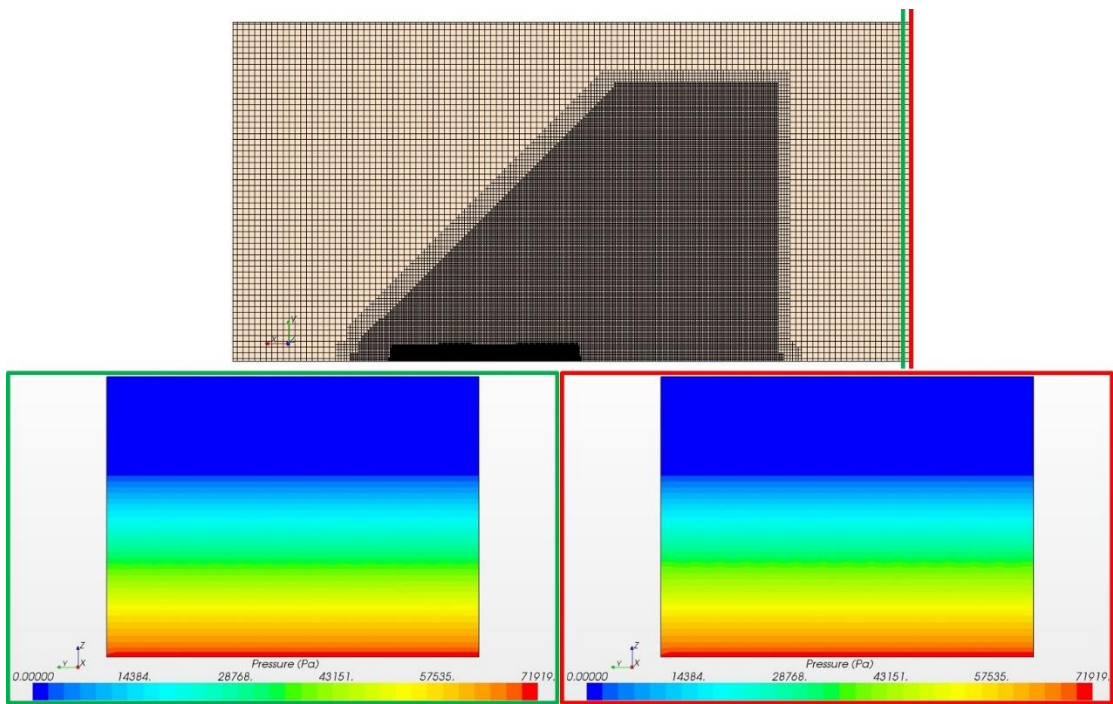 Y
X
Z
Z
Y
X
Pressure (Pa)
0.00000 14384. 28768. 43151. 57535. 71919.
Z
Y
X
Pressure (Pa)
0.00000 14384. 28768. 43151. 57535. 71919.